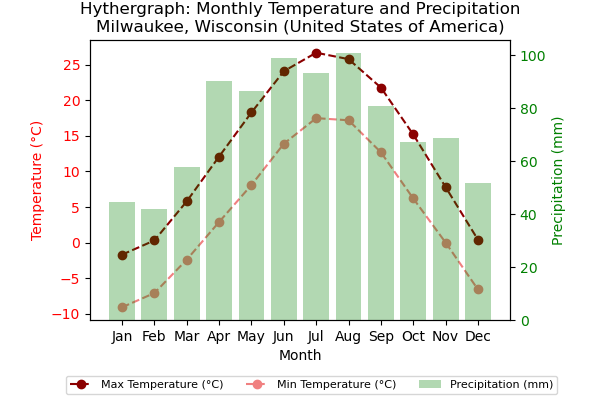 Hythergraph: Monthly Temperature and Precipitation
Milwaukee, Wisconsin (United States of America)
Temperature (°C)
25
20
15
10
5
0
−5
−10
Precipitation (mm)
100
80
60
40
20
0
Jan Feb Mar Apr May Jun Jul Aug Sep Oct Nov Dec
Month
Max Temperature (°C) Min Temperature (°C) Precipitation (mm)